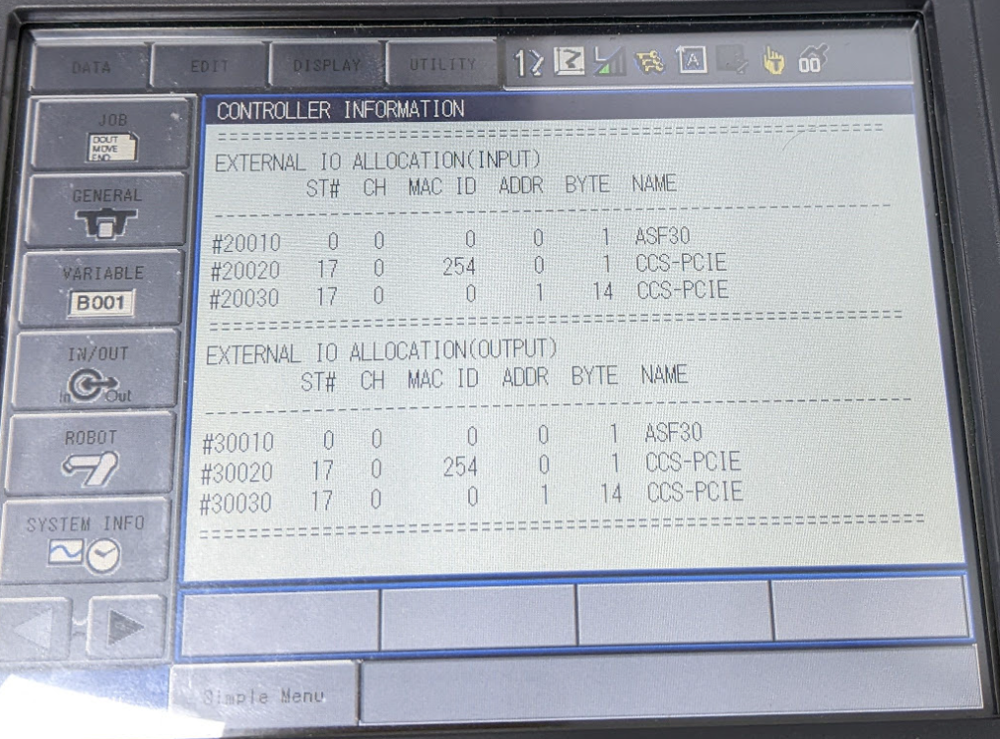 DATA EDIT DISPLAY UTILITY
CONTROLLER INFORMATION
JOB
DOUT
MOVE
END
GENERAL
VARIABLE
B001
IN/OUT
In Out
ROBOT
SYSTEM INFO
EXTERNAL IO ALLOCATION(INPUT)
ST# CH MAC ID ADDR BYTE NAME
#20010 0 0 0 0 1 ASF30
#20020 17 0 254 0 1 CCS-PCIE
#20030 17 0 0 1 14 CCS-PCIE
EXTERNAL IO ALLOCATION(OUTPUT)
ST# CH MAC ID ADDR BYTE NAME
#30010 0 0 0 0 1 ASF30
#30020 17 0 254 0 1 CCS-PCIE
#30030 17 0 0 1 14 CCS-PCIE
Simple Menu